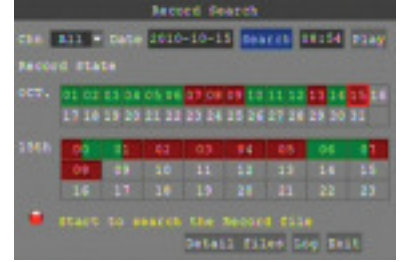 Record Search
Chn All Date 2010-10-15 Search 08:54 Play
Record State
OCT. 01 02 03 04 05 06 07 08 09 10 11 12 13 14 15 16
17 18 19 20 21 22 23 24 25 26 27 28 29 30 31
15th 00 01 02 03 04 05 06 07
08 09 10 11 12 13 14 15
16 17 18 19 20 21 22 23
Start to search the Record file
Detail files Log Exit